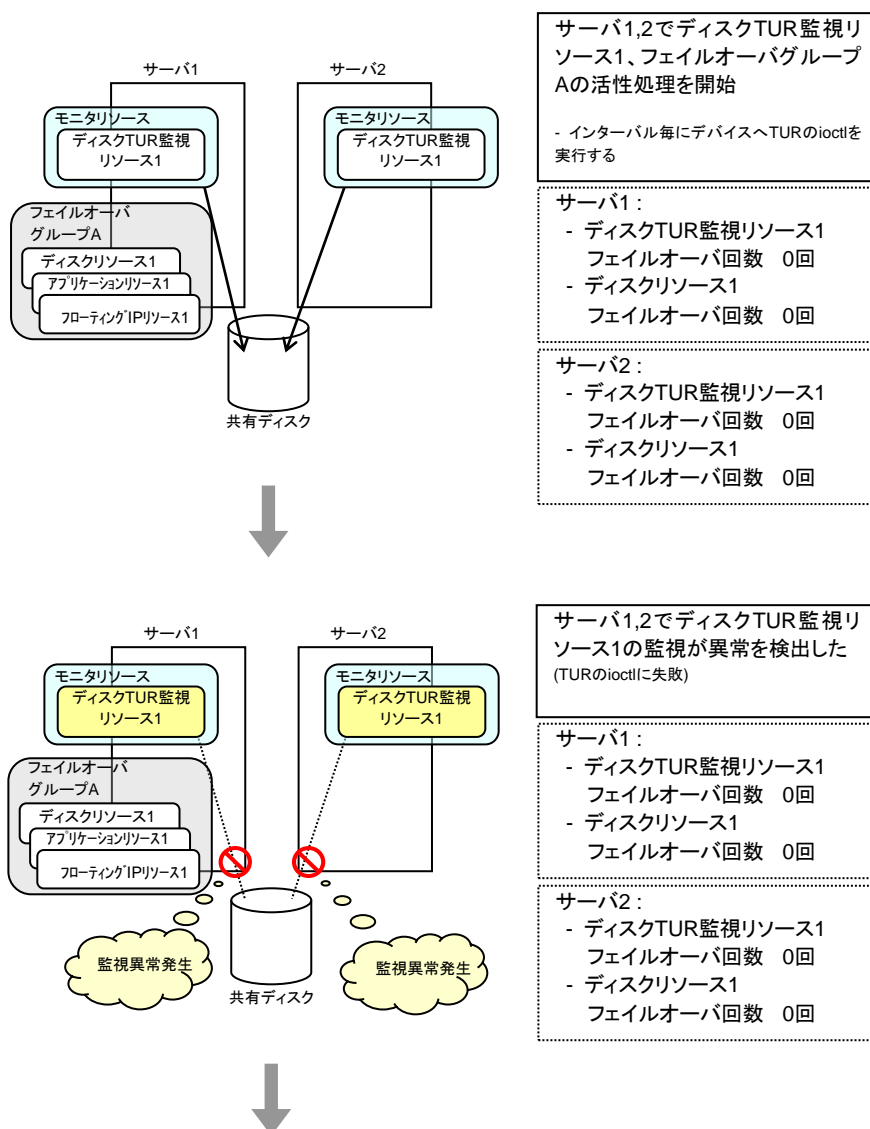 サーバ1
サーバ2
モニタリソース
ディスクTUR監視
リソース1
モニタリソース
ディスクTUR監視
リソース1
フェイルオーバ
グループA
ディスクリソース1
アプリケーションリソース1
フローティングIPリソース1
共有ディスク
サーバ1,2でディスクTUR監視リ
ソース1、フェイルオーバグループ
Aの活性処理を開始
- インターバル毎にデバイスへTURのioctlを
実行する
サーバ1 :
- ディスクTUR監視リソース1
フェイルオーバ回数 0回
- ディスクリソース1
フェイルオーバ回数 0回
サーバ2 :
- ディスクTUR監視リソース1
フェイルオーバ回数 0回
- ディスクリソース1
フェイルオーバ回数 0回
サーバ1
サーバ2
モニタリソース
ディスクTUR監視
リソース1
モニタリソース
ディスクTUR監視
リソース1
フェイルオーバ
グループA
ディスクリソース1
アプリケーションリソース1
フローティングIPリソース1
監視異常発生
監視異常発生
共有ディスク
サーバ1,2でディスクTUR監視リ
ソース1の監視が異常を検出した
(TURのioctlに失敗)
サーバ1 :
- ディスクTUR監視リソース1
フェイルオーバ回数 0回
- ディスクリソース1
フェイルオーバ回数 0回
サーバ2 :
- ディスクTUR監視リソース1
フェイルオーバ回数 0回
- ディスクリソース1
フェイルオーバ回数 0回